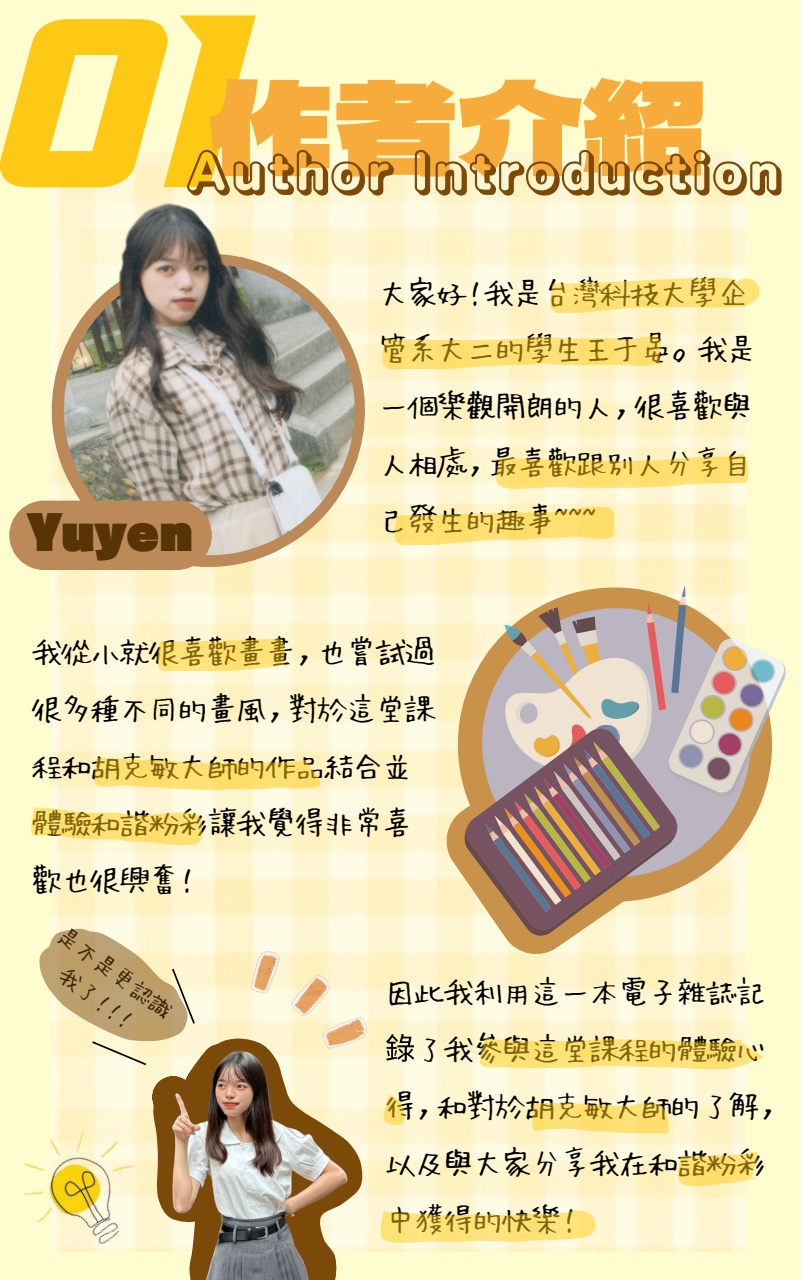 01
作者介紹
Author Introduction
大家好!我是台灣科技大學企
管系大二的學生王于晏。我是
一個樂觀開朗的人,很喜歡與
人相處,最喜歡跟別人分享自
己發生的趣事~~~
Yuyen
我從小就很喜歡畫畫,也嘗試過
很多種不同的畫風,對於這堂課
程和胡克敏大師的作品結合並
體驗和諧粉彩讓我覺得非常喜
歡也很興奮!
是不是更認識
我了!!!
因此我利用這一本電子雜誌記
錄了我參與這堂課程的體驗心
得,和對於胡克敏大師的了解,
以及與大家分享我在和諧粉彩
中獲得的快樂!